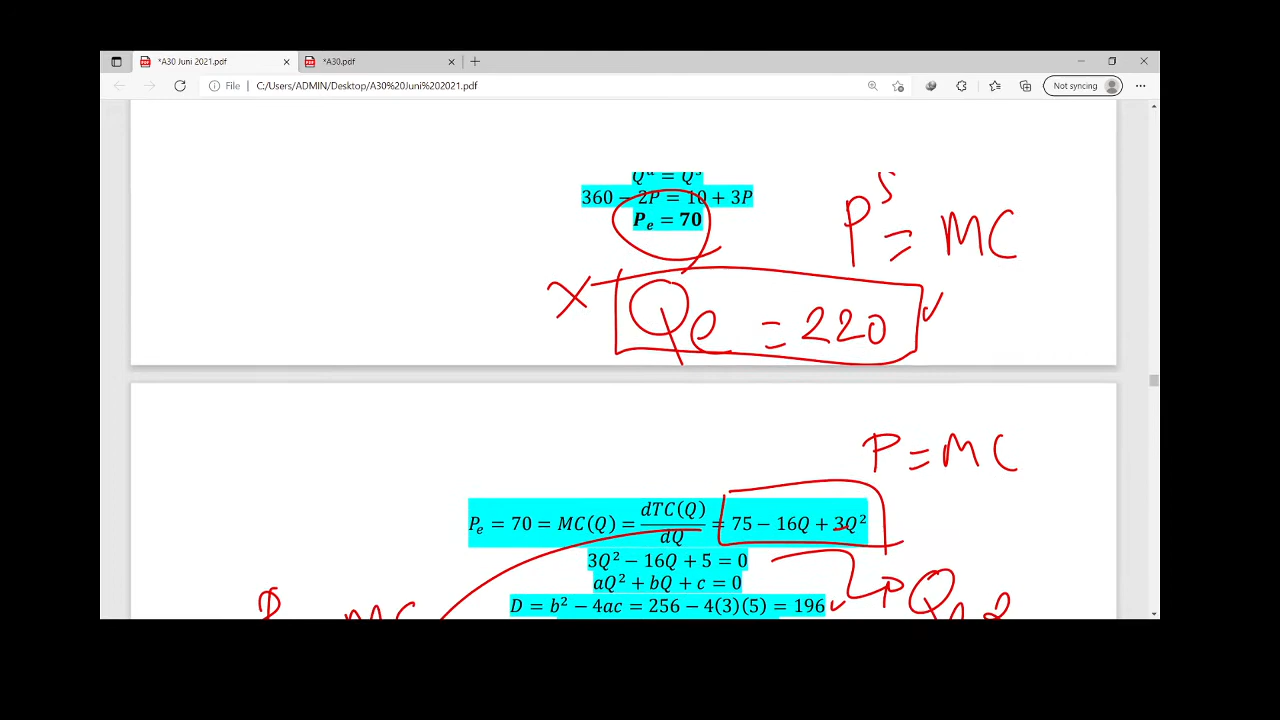 *A30 Juni 2021.pdf
*A30.pdf
File
C:/Users/ADMIN/Desktop/A30%20Juni%202021.pdf
Not syncing
360 − 2P = 10 + 3P
P_e = 70
P^s = MC
X Qe = 220 ✓
P = MC
P_e = 70 = MC(Q) = dTC(Q)/dQ = 75 − 16Q + 3Q²
3Q² − 16Q + 5 = 0
aQ² + bQ + c = 0
D = b² − 4ac = 256 − 4(3)(5) = 196